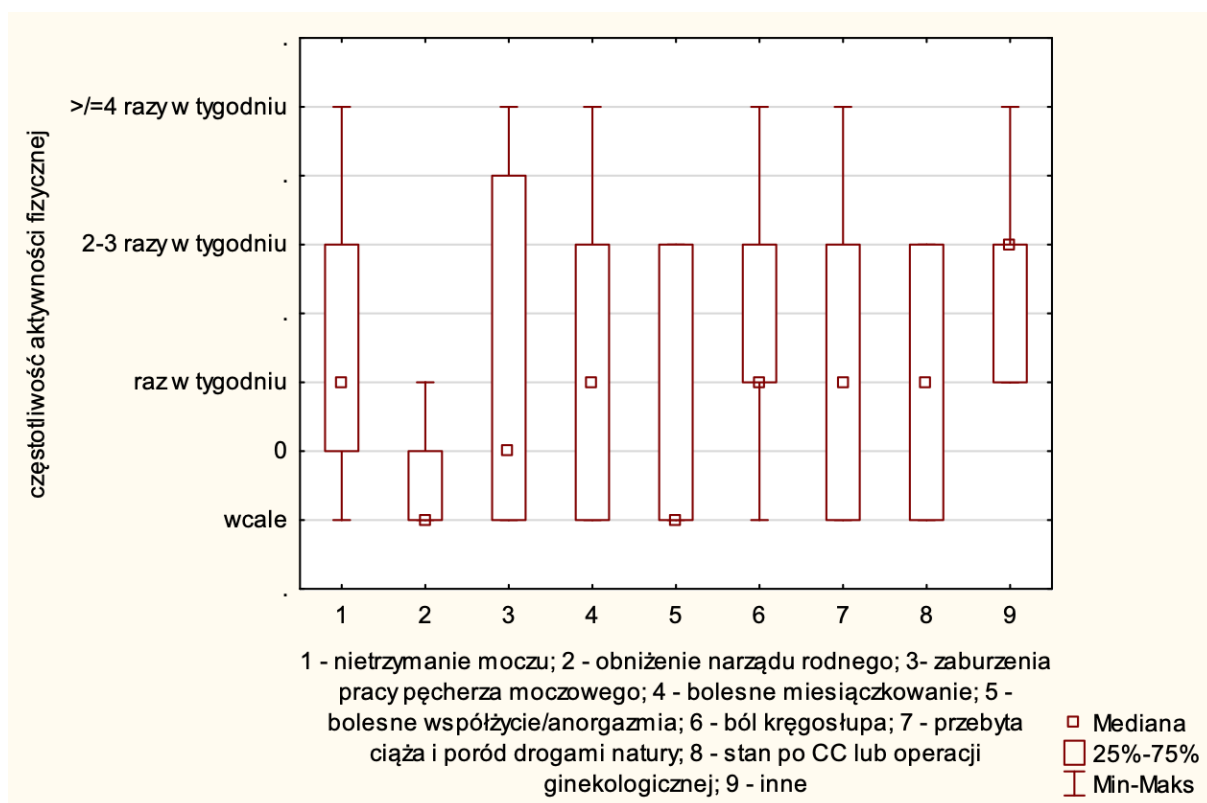 częstotliwość aktywności fizycznej
.
>/=4 razy w tygodniu
.
2-3 razy w tygodniu
.
raz w tygodniu
0
wcale
.
1 2 3 4 5 6 7 8 9
1 - nietrzymanie moczu; 2 - obniżenie narządu rodnego; 3- zaburzenia
pracy pęcherza moczowego; 4 - bolesne miesiączkowanie; 5 -
bolesne współżycie/anorgazmia; 6 - ból kręgosłupa; 7 - przebyta
ciąża i poród drogami natury; 8 - stan po CC lub operacji
ginekologicznej; 9 - inne
Mediana
25%-75%
Min-Maks